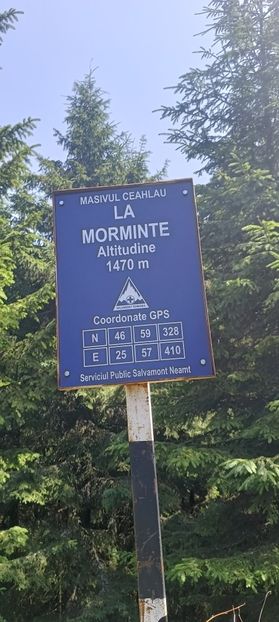 MASIVUL CEAHLAU
LA
MORMINTE
Altitudine
1470 m
Coordonate GPS
N 46 59 328
E 25 57 410
Serviciul Public Salvamont Neamt